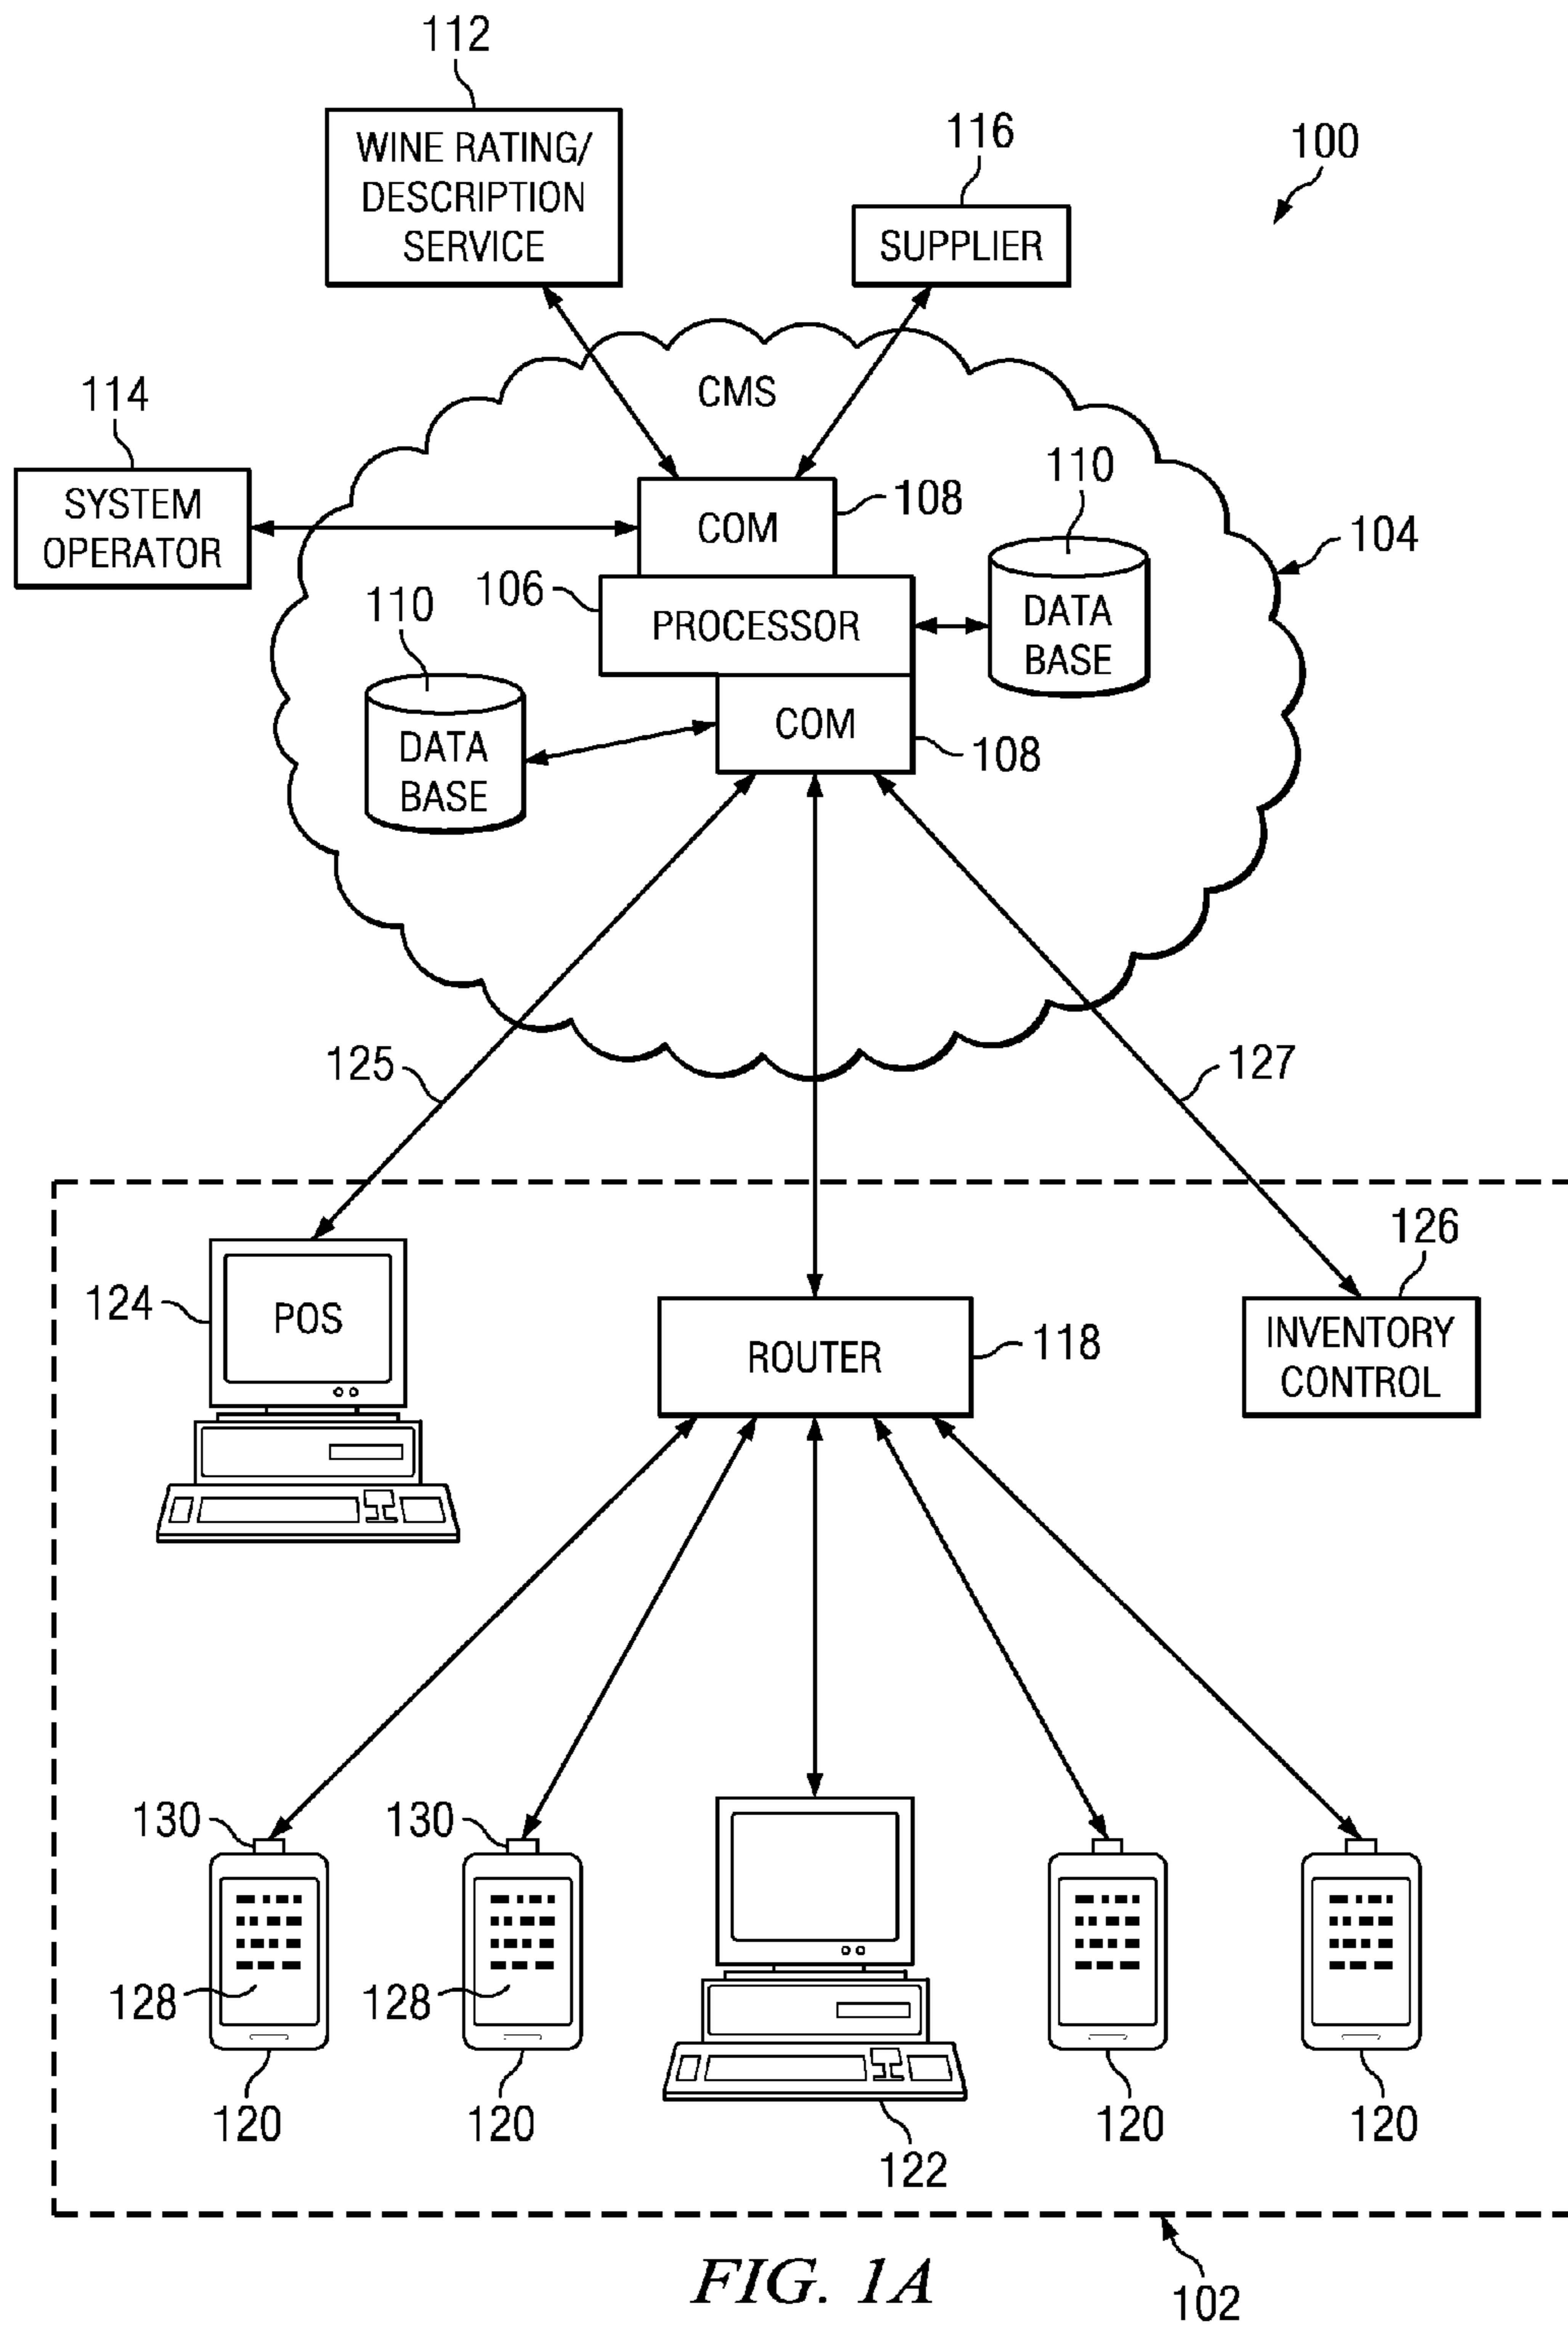 112
WINE RATING/
DESCRIPTION
SERVICE
116
SUPPLIER
100
CMS
114
SYSTEM
OPERATOR
COM
108
110
DATA
BASE
104
106
PROCESSOR
110
DATA
BASE
COM
108
125
127
124
POS
ROUTER
118
126
INVENTORY
CONTROL
130
130
128
128
120
120
122
120
120
102
FIG. 1A